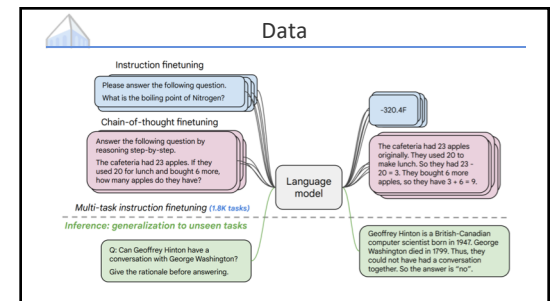 Data
Instruction finetuning
Please answer the following question.
What is the boiling point of Nitrogen?
-320.4F
Chain-of-thought finetuning
Answer the following question by
reasoning step-by-step.
The cafeteria had 23 apples. If they
used 20 for lunch and bought 6 more,
how many apples do they have?
Language
model
The cafeteria had 23 apples
originally. They used 20 to
make lunch. So they had 23 -
20 = 3. They bought 6 more
apples, so they have 3 + 6 = 9.
Multi-task instruction finetuning (1.8K tasks)
Inference: generalization to unseen tasks
Q: Can Geoffrey Hinton have a
conversation with George Washington?
Give the rationale before answering.
Geoffrey Hinton is a British-Canadian
computer scientist born in 1947. George
Washington died in 1799. Thus, they
could not have had a conversation
together. So the answer is “no”.